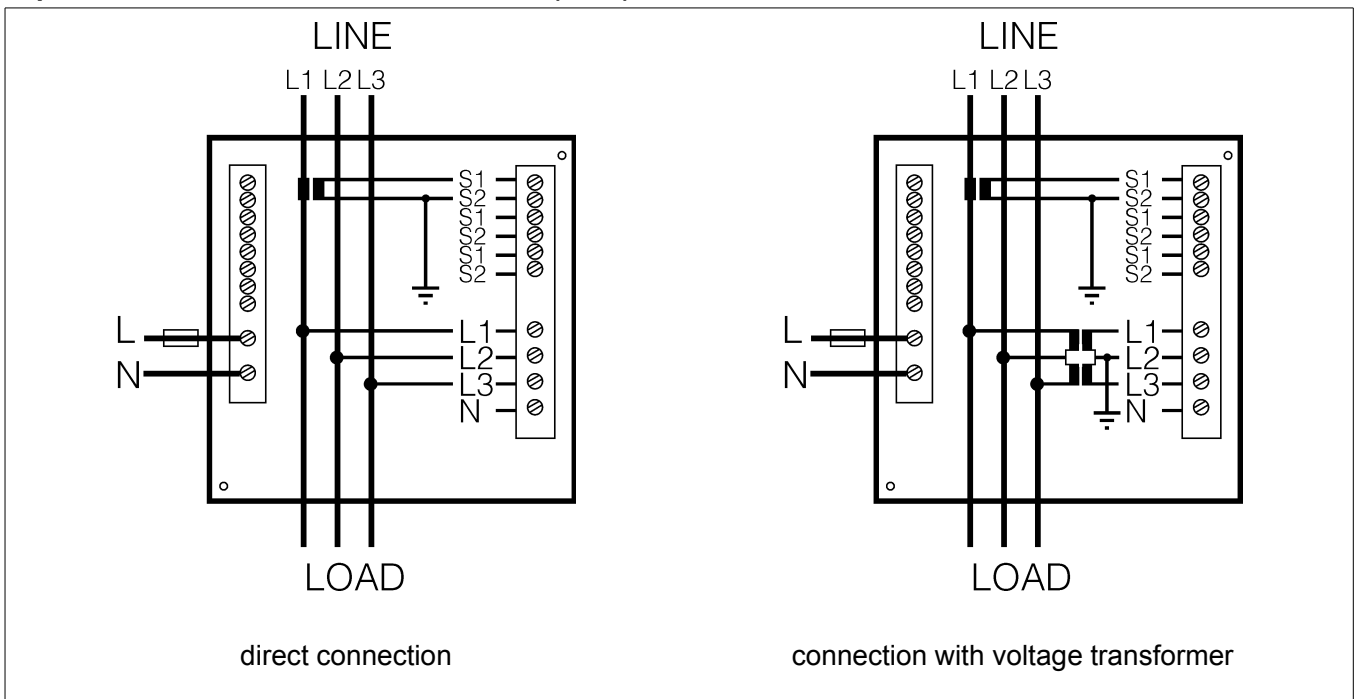 LINE
L1 L2 L3
S1
S2
S1
S2
S1
S2
L
N
L1
L2
L3
N
LOAD
direct connection
LINE
L1 L2 L3
S1
S2
S1
S2
S1
S2
L
N
L1
L2
L3
N
LOAD
connection with voltage transformer